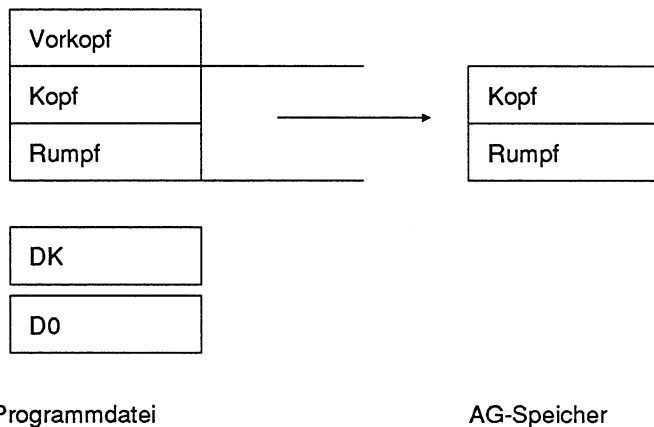 Vorkopf
Kopf
Rumpf
Kopf
Rumpf
DK
D0
Programmdatei
AG-Speicher